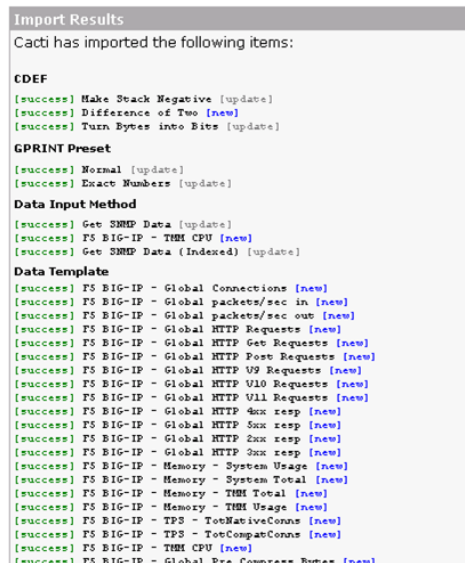 Import Results
Cacti has imported the following items:
CDEF
[success] Make Stack Negative [update]
[success] Difference of Two [new]
[success] Turn Bytes into Bits [update]
GPRINT Preset
[success] Normal [update]
[success] Exact Numbers [update]
Data Input Method
[success] Get SNMP Data [update]
[success] F5 BIG-IP - TMM CPU [new]
[success] Get SNMP Data (Indexed) [update]
Data Template
[success] F5 BIG-IP - Global Connections [new]
[success] F5 BIG-IP - Global packets/sec in [new]
[success] F5 BIG-IP - Global packets/sec out [new]
[success] F5 BIG-IP - Global HTTP Requests [new]
[success] F5 BIG-IP - Global HTTP Get Requests [new]
[success] F5 BIG-IP - Global HTTP Post Requests [new]
[success] F5 BIG-IP - Global HTTP V9 Requests [new]
[success] F5 BIG-IP - Global HTTP V10 Requests [new]
[success] F5 BIG-IP - Global HTTP V11 Requests [new]
[success] F5 BIG-IP - Global HTTP 4xx resp [new]
[success] F5 BIG-IP - Global HTTP 5xx resp [new]
[success] F5 BIG-IP - Global HTTP 2xx resp [new]
[success] F5 BIG-IP - Global HTTP 3xx resp [new]
[success] F5 BIG-IP - Memory - System Usage [new]
[success] F5 BIG-IP - Memory - System Total [new]
[success] F5 BIG-IP - Memory - TMM Total [new]
[success] F5 BIG-IP - Memory - TMM Usage [new]
[success] F5 BIG-IP - TPS - TotNativeConns [new]
[success] F5 BIG-IP - TPS - TotCompatConns [new]
[success] F5 BIG-IP - TMM CPU [new]
[success] F5 BIG-IP - Global Pre Compress Bytes [new]